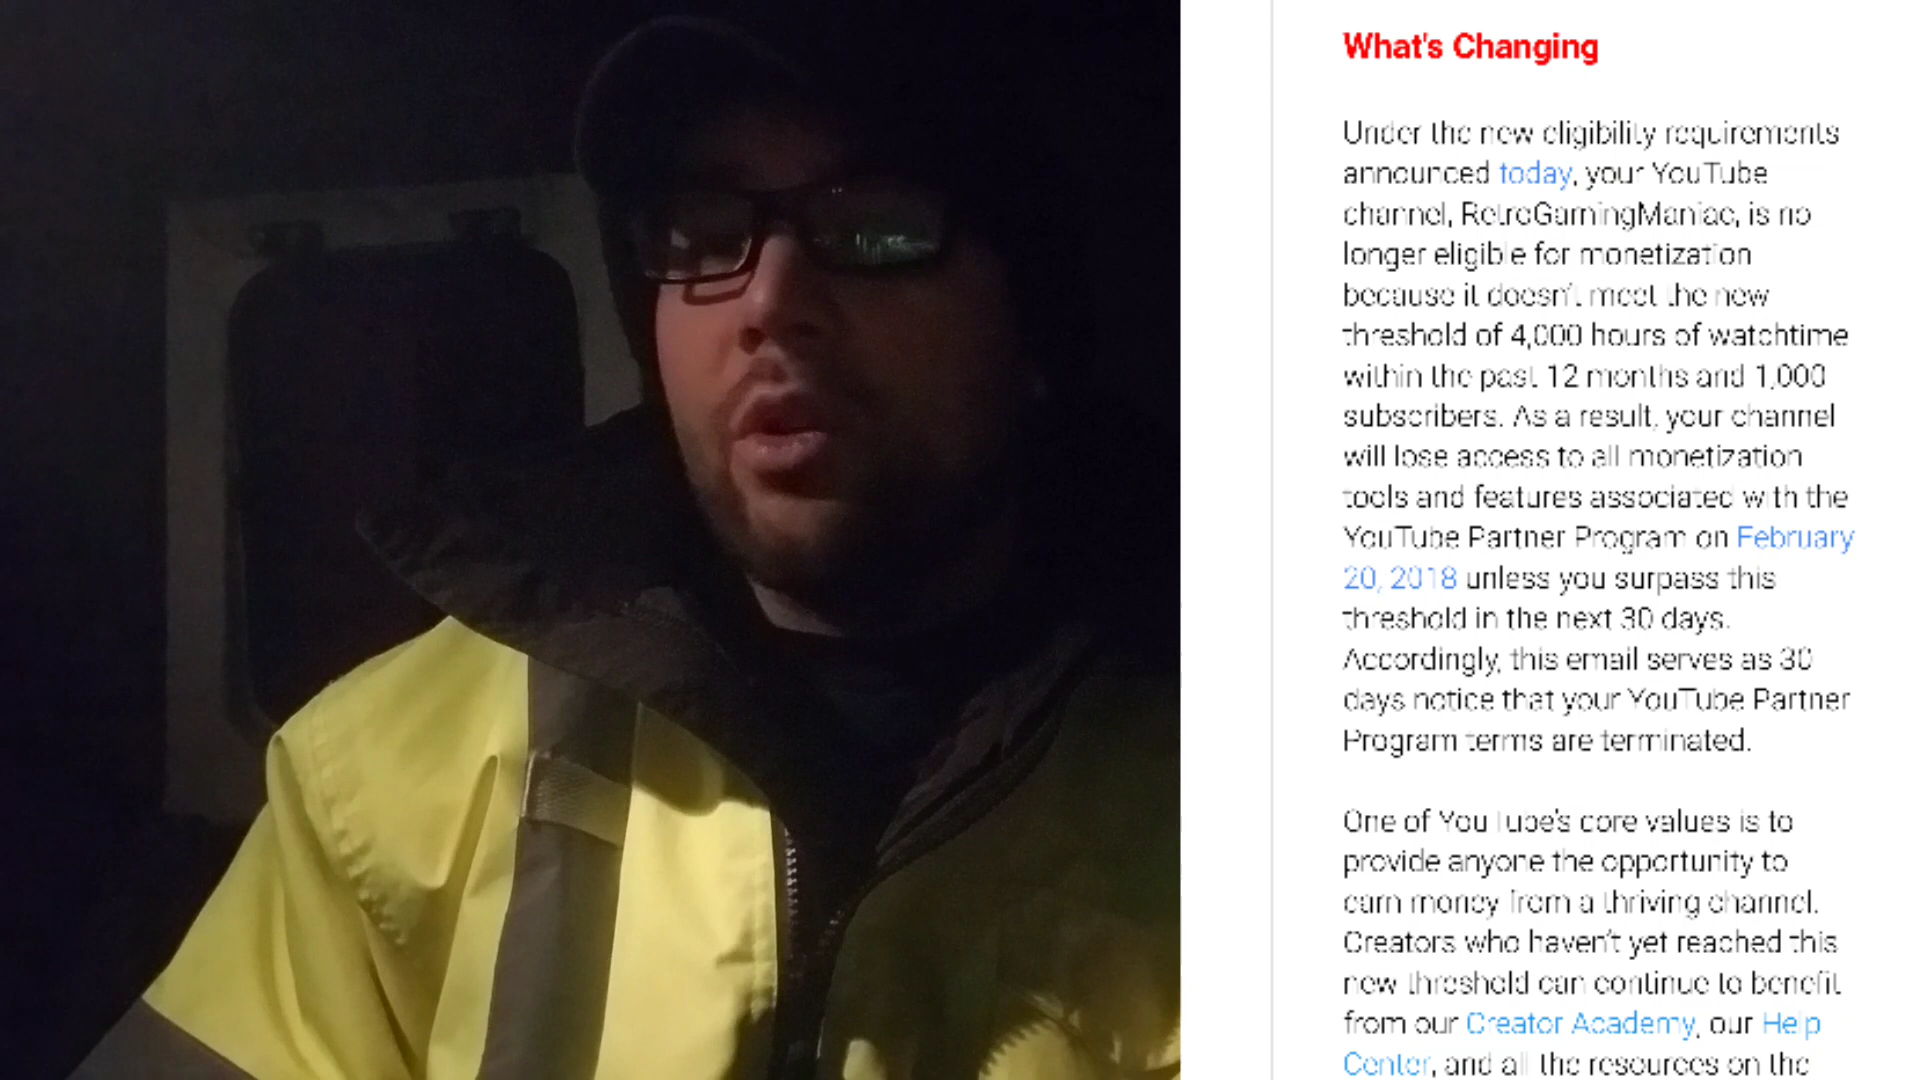 What's Changing
Under the new eligibility requirements
announced today, your YouTube
channel, RetroGamingManiac, is no
longer eligible for monetization
because it doesn't meet the new
threshold of 4,000 hours of watchtime
within the past 12 months and 1,000
subscribers. As a result, your channel
will lose access to all monetization
tools and features associated with the
YouTube Partner Program on February
20, 2018 unless you surpass this
threshold in the next 30 days.
Accordingly, this email serves as 30
days notice that your YouTube Partner
Program terms are terminated.
One of YouTube's core values is to
provide anyone the opportunity to
earn money from a thriving channel.
Creators who haven't yet reached this
new threshold can continue to benefit
from our Creator Academy, our Help
Center, and all the resources on the